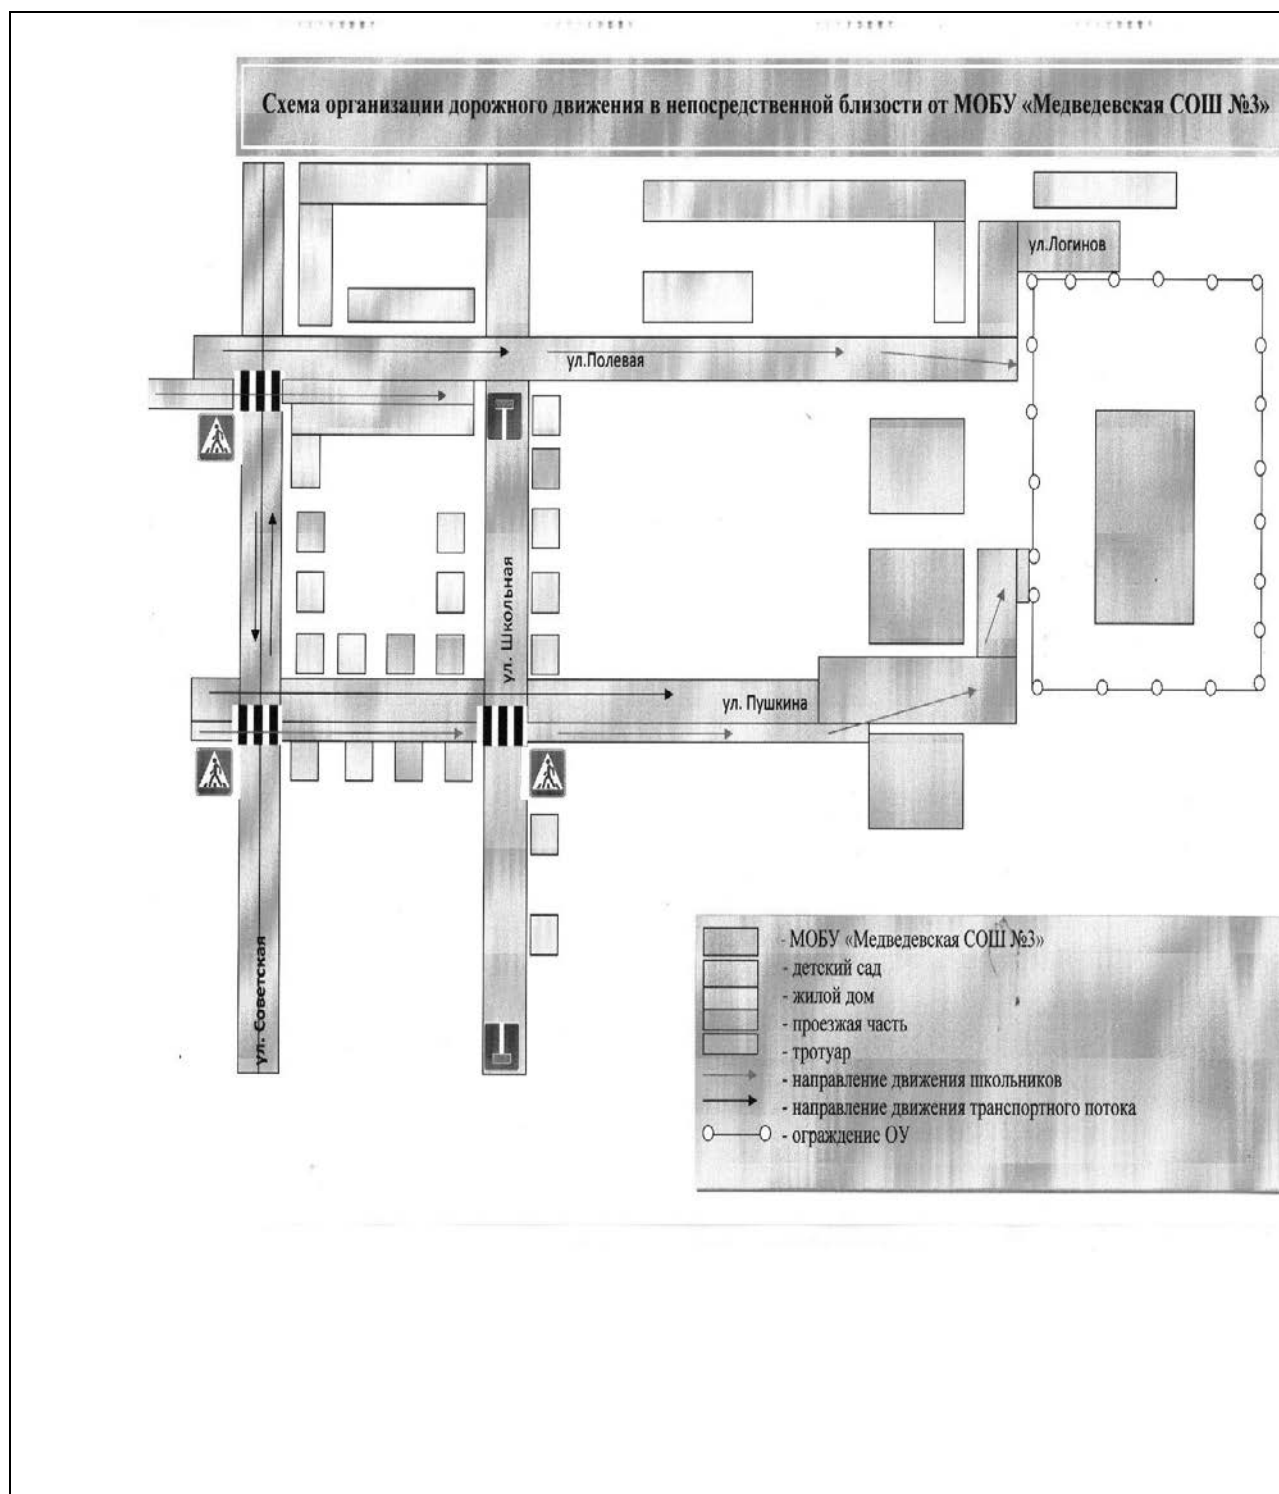 Схема организации дорожного движения в непосредственной близости от МОБУ «Медведевская СОШ №3»
ул.Логинов
ул.Полевая
ул. Школьная
ул. Пушкина
ул. Советская
- МОБУ «Медведевская СОШ №3»
- детский сад
- жилой дом
- проезжая часть
- тротуар
- направление движения школьников
- направление движения транспортного потока
- ограждение ОУ